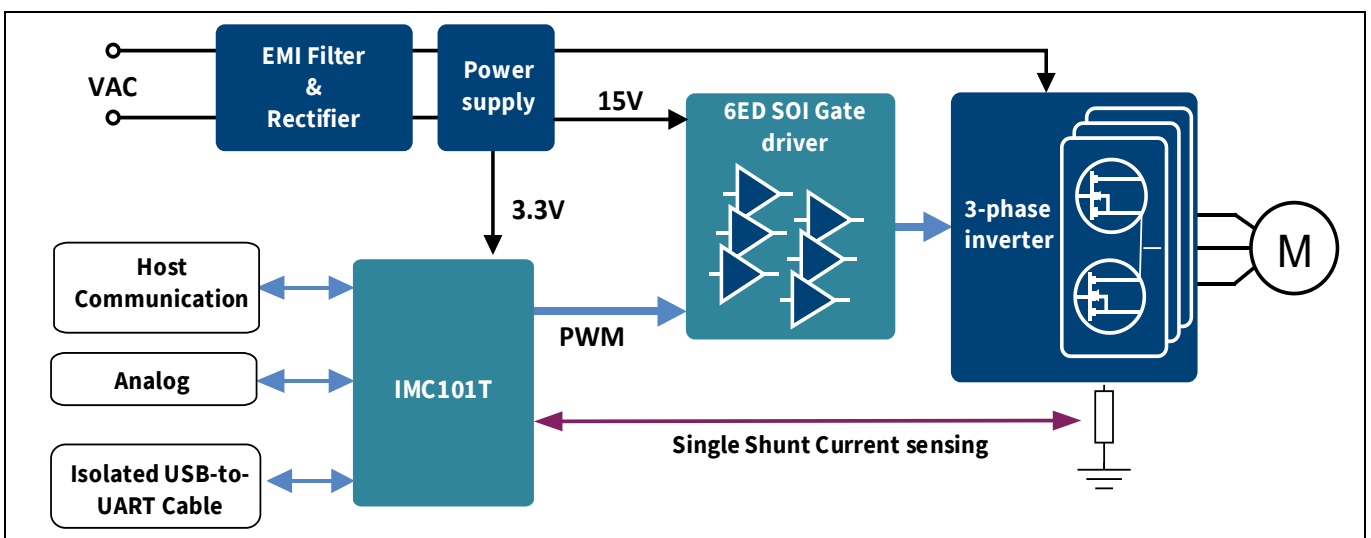 VAC
EMI Filter
&
Rectifier
Power
supply
15V
3.3V
6ED SOI Gate
driver
3-phase
inverter
M
Host
Communication
Analog
Isolated USB-to-
UART Cable
IMC101T
PWM
Single Shunt Current sensing